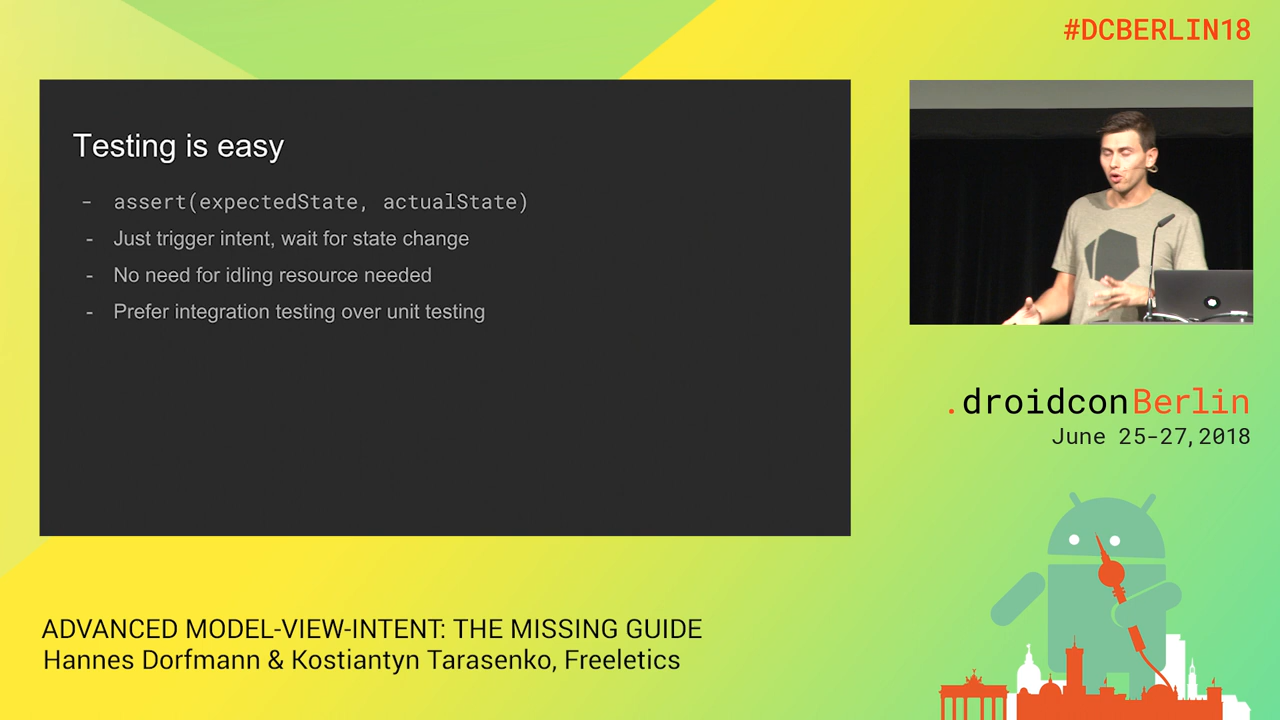 #DCBERLIN18
Testing is easy
- assert(expectedState, actualState)
- Just trigger intent, wait for state change
- No need for idling resource needed
- Prefer integration testing over unit testing
.droidconBerlin
June 25-27,2018
ADVANCED MODEL-VIEW-INTENT: THE MISSING GUIDE
Hannes Dorfmann & Kostiantyn Tarasenko, Freeletics